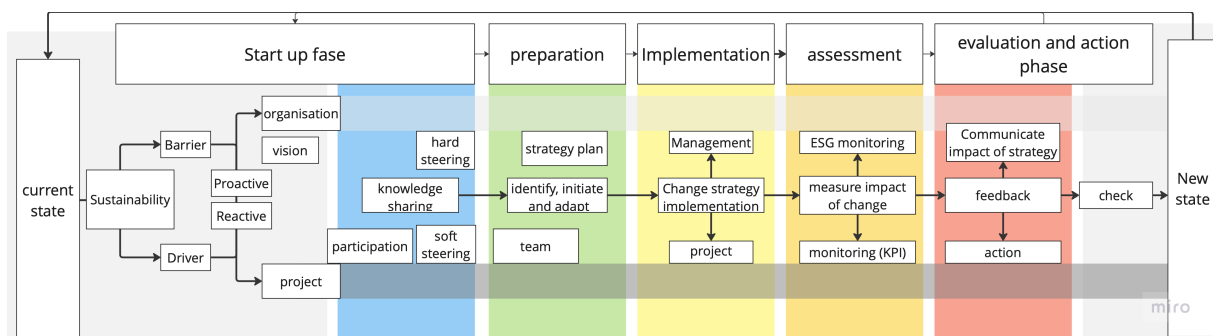 Start up fase
preparation
Implementation
assessment
evaluation and action
phase
current
state
Sustainability
Barrier
Driver
Proactive
Reactive
organisation
vision
project
hard
steering
knowledge
sharing
participation
soft
steering
strategy plan
identify, initiate
and adapt
team
Management
Change strategy
implementation
project
ESG monitoring
measure impact
of change
monitoring (KPI)
Communicate
impact of strategy
feedback
action
check
New
state
miro